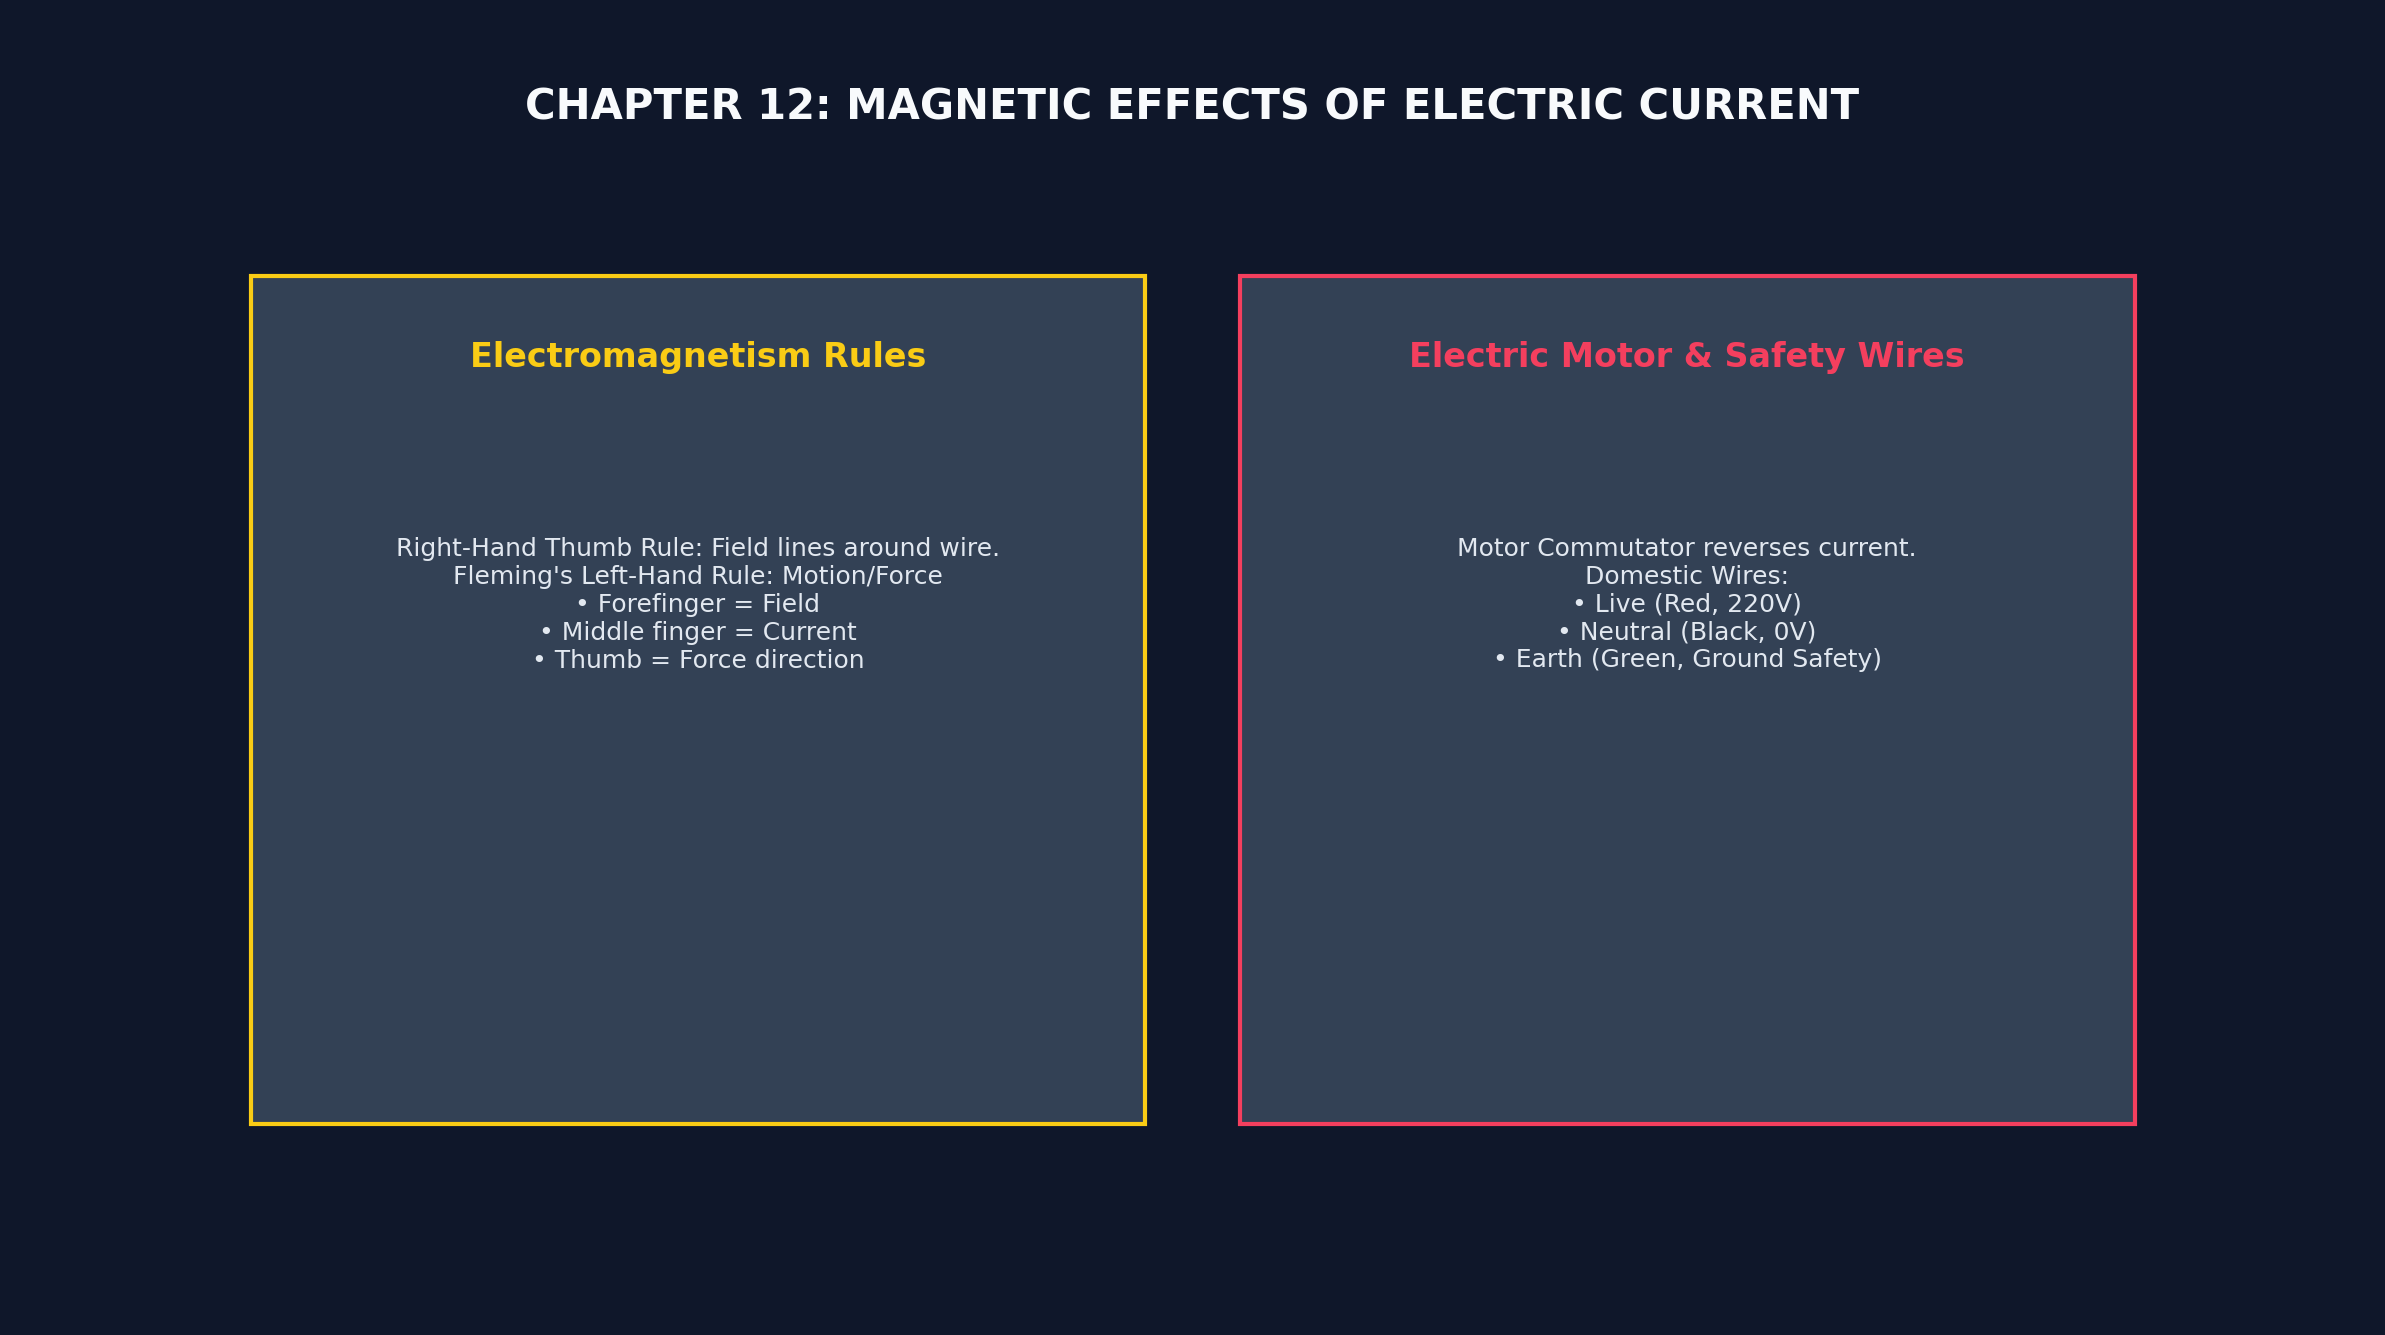 CHAPTER 12: MAGNETIC EFFECTS OF ELECTRIC CURRENT
Electromagnetism Rules
Right-Hand Thumb Rule: Field lines around wire.
Fleming's Left-Hand Rule: Motion/Force
• Forefinger = Field
• Middle finger = Current
• Thumb = Force direction
Electric Motor & Safety Wires
Motor Commutator reverses current.
Domestic Wires:
• Live (Red, 220V)
• Neutral (Black, 0V)
• Earth (Green, Ground Safety)